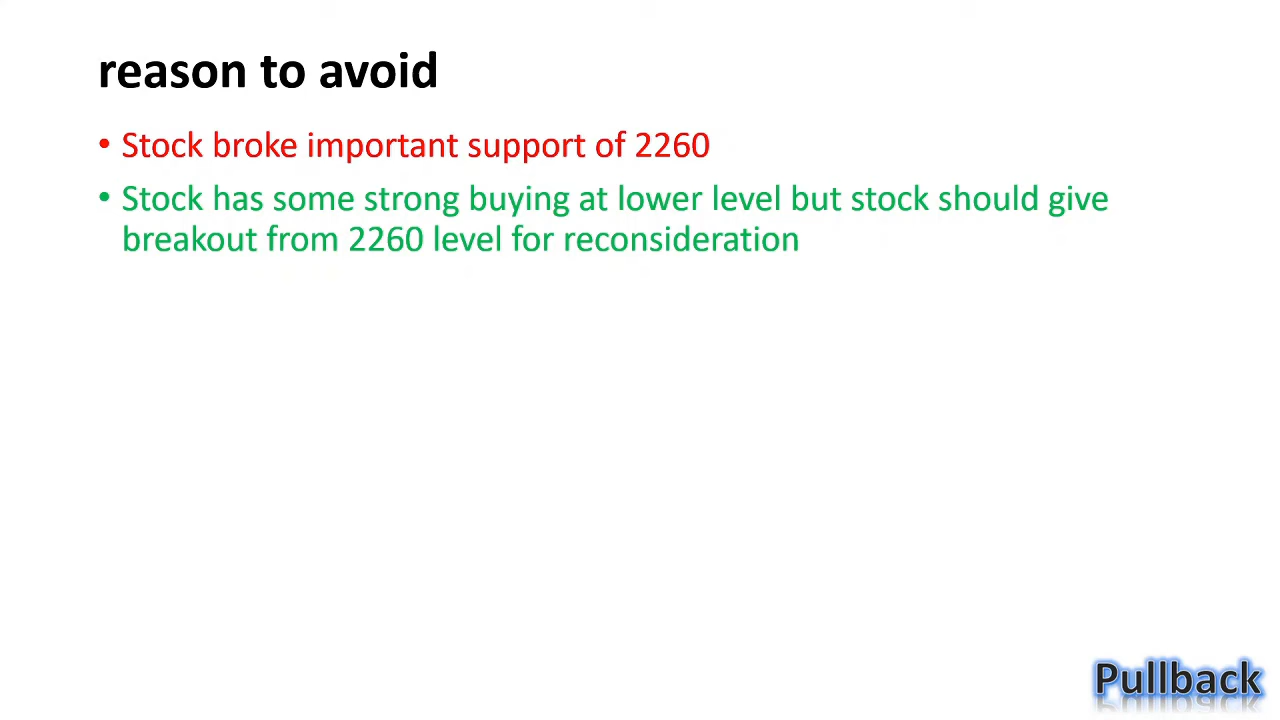 reason to avoid
• Stock broke important support of 2260
• Stock has some strong buying at lower level but stock should give
breakout from 2260 level for reconsideration
Pullback